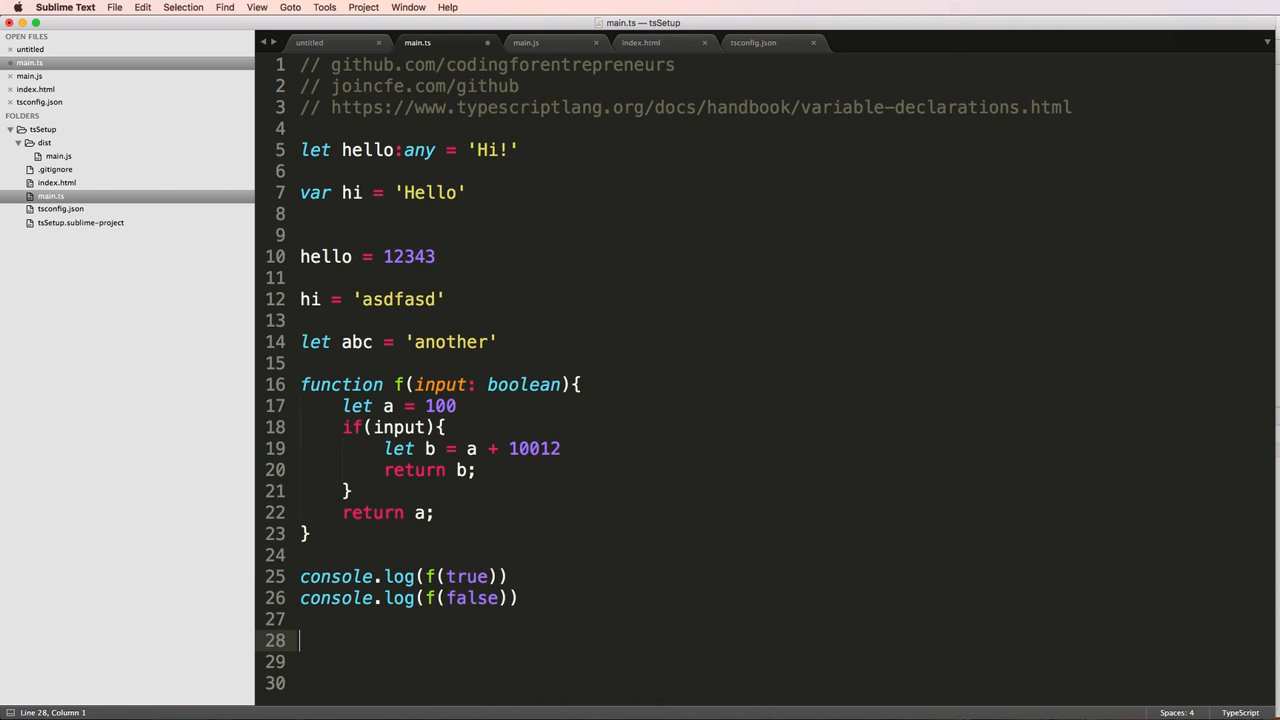 Sublime Text File Edit Selection Find View Goto Tools Project Window Help
main.ts — tsSetup
OPEN FILES
untitled
main.ts
main.js
index.html
tsconfig.json
FOLDERS
tsSetup
dist
main.js
.gitignore
index.html
main.ts
tsconfig.json
tsSetup.sublime-project
untitled main.ts main.js index.html tsconfig.json
1 // github.com/codingforentrepreneurs
2 // joincfe.com/github
3 // https://www.typescriptlang.org/docs/handbook/variable-declarations.html
4
5 let hello:any = 'Hi!'
6
7 var hi = 'Hello'
8
9
10 hello = 12343
11
12 hi = 'asdfasd'
13
14 let abc = 'another'
15
16 function f(input: boolean){
17 let a = 100
18 if(input){
19 let b = a + 10012
20 return b;
21 }
22 return a;
23 }
24
25 console.log(f(true))
26 console.log(f(false))
27
28
29
30
Line 28, Column 1 Spaces: 4 TypeScript